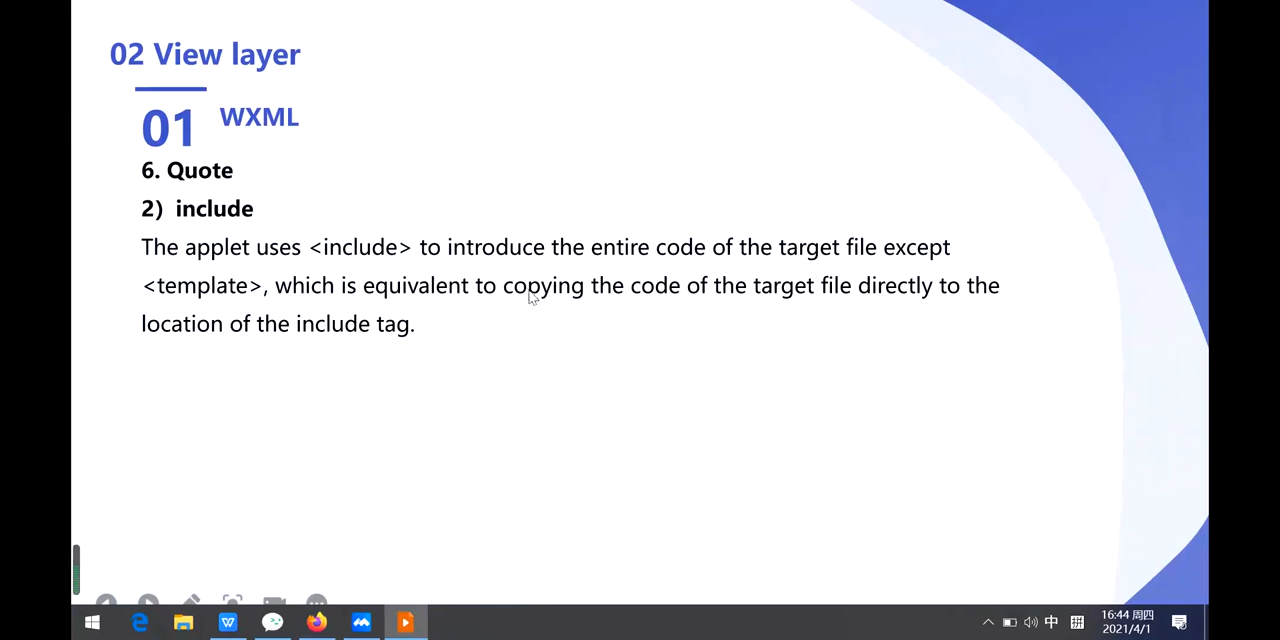 02 View layer
01 WXML
6. Quote
2) include
The applet uses <include> to introduce the entire code of the target file except
<template>, which is equivalent to copying the code of the target file directly to the
location of the include tag.
中 拼 16:44 周四
2021/4/1